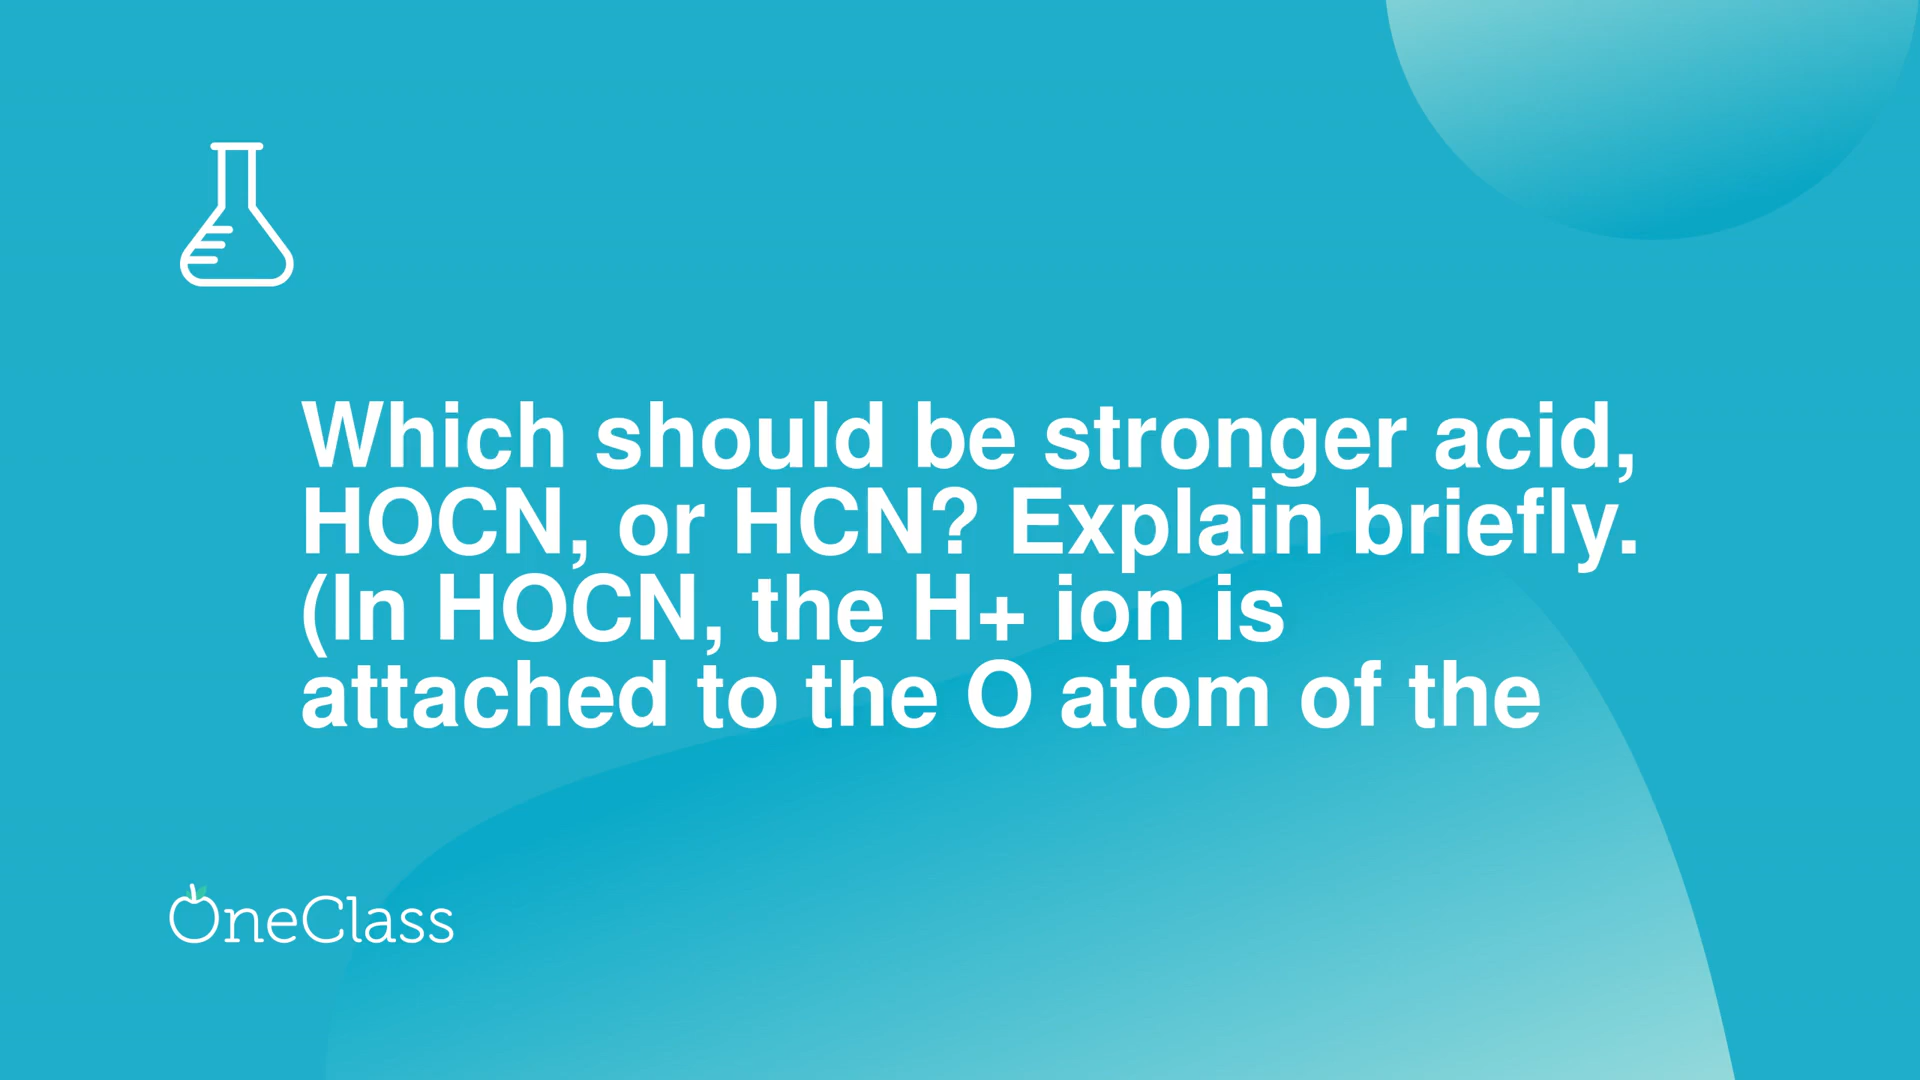 Which should be stronger acid,
HOCN, or HCN? Explain briefly.
(In HOCN, the H+ ion is
attached to the O atom of the
OneClass